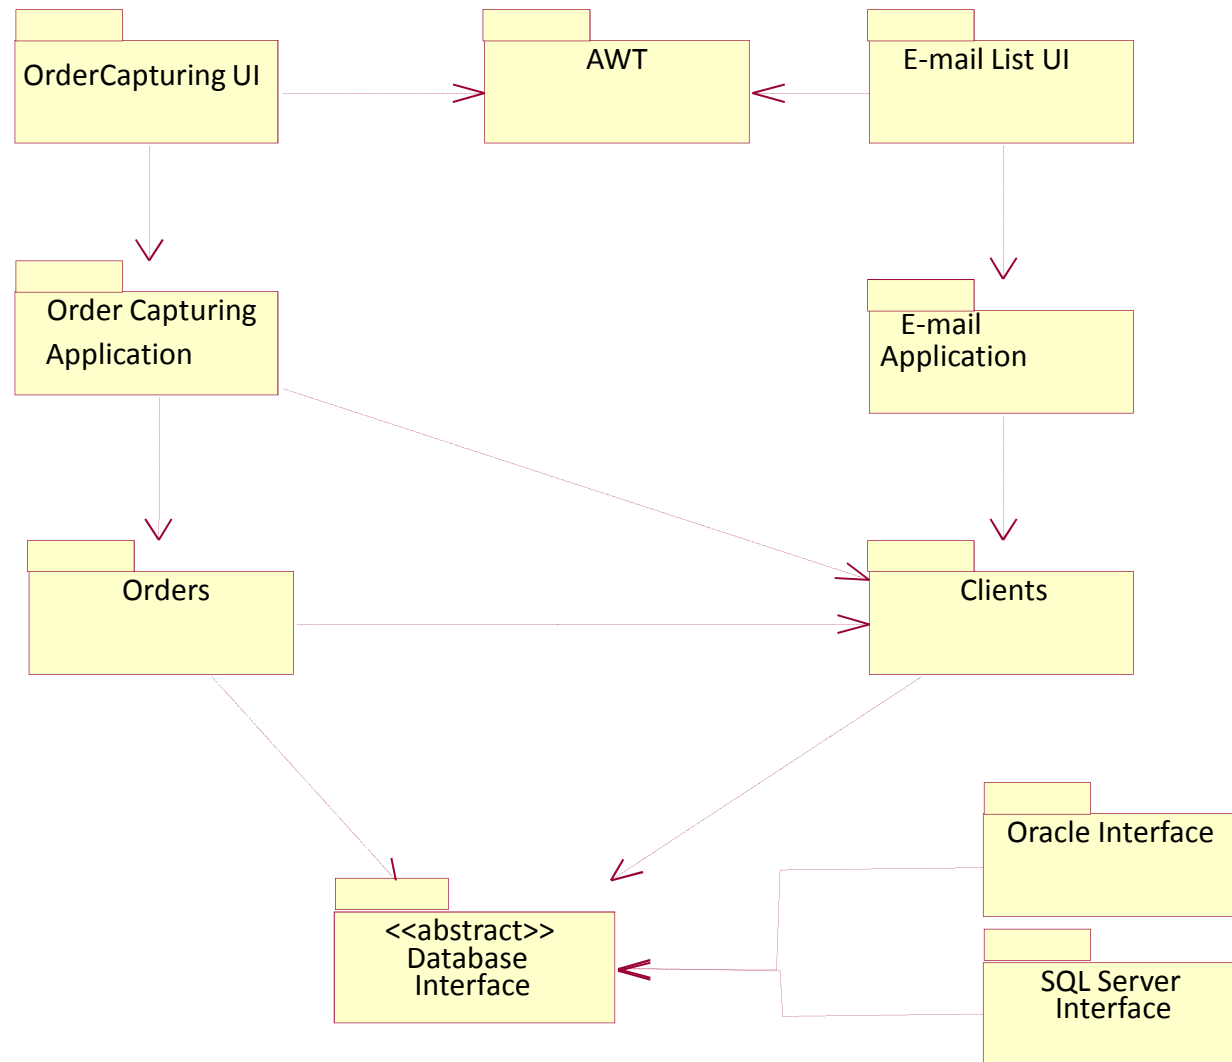 OrderCapturing UI
AWT
E-mail List UI
Order Capturing
Application
E-mail
Application
Orders
Clients
Oracle Interface
<<abstract>>
Database
Interface
SQL Server
Interface